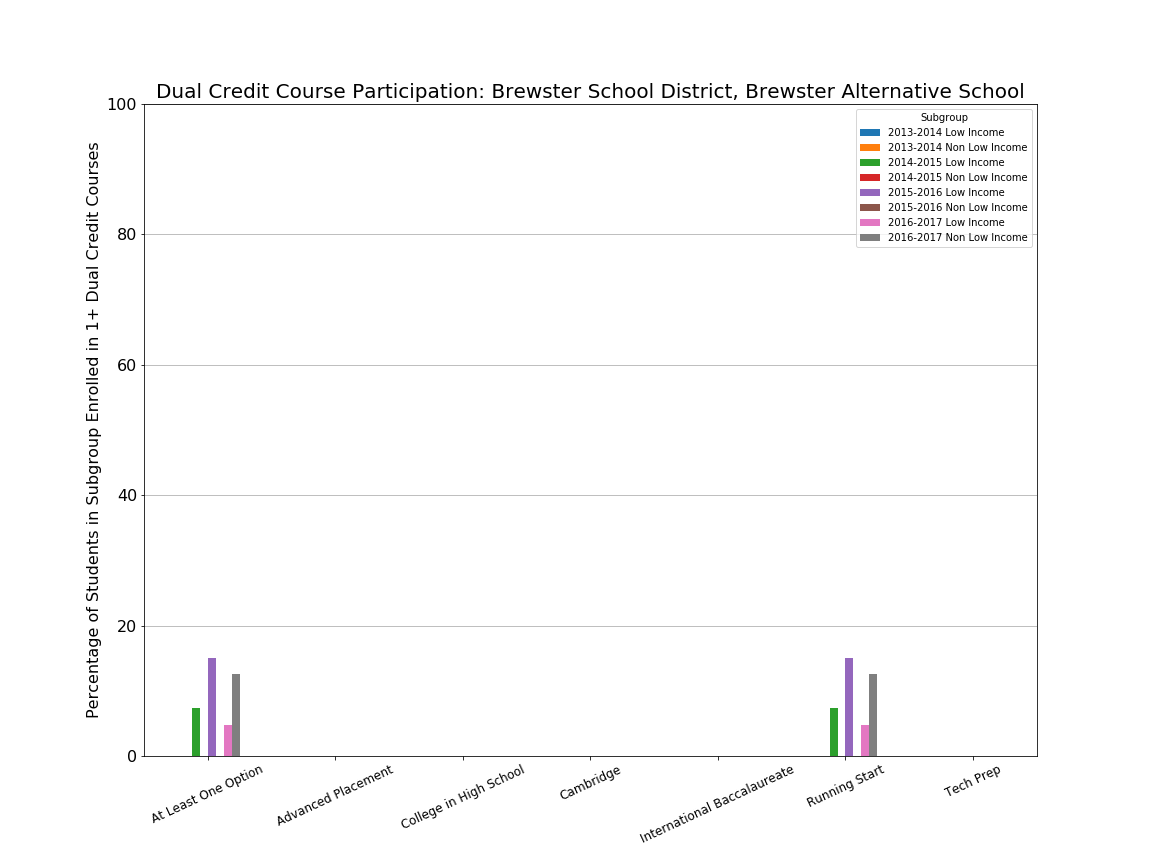 Dual Credit Course Participation: Brewster School District, Brewster Alternative School
Percentage of Students in Subgroup Enrolled in 1+ Dual Credit Courses
100
80
60
40
20
0
Subgroup
2013-2014 Low Income
2013-2014 Non Low Income
2014-2015 Low Income
2014-2015 Non Low Income
2015-2016 Low Income
2015-2016 Non Low Income
2016-2017 Low Income
2016-2017 Non Low Income
At Least One Option
Advanced Placement
College in High School
Cambridge
International Baccalaureate
Running Start
Tech Prep